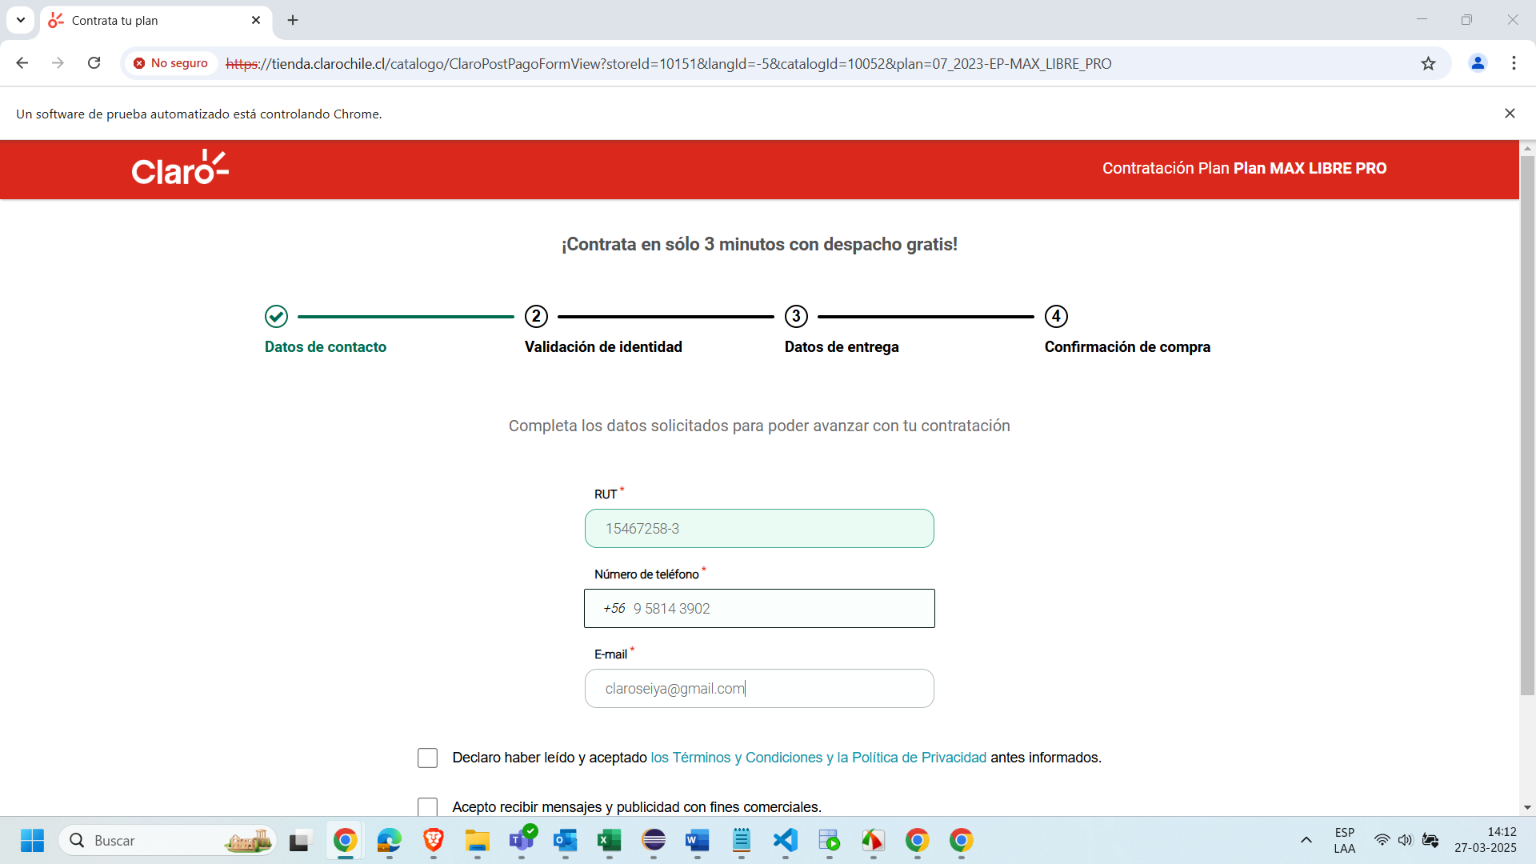 Contrata tu plan
No seguro
https://tienda.clarochile.cl/catalogo/ClaroPostPagoFormView?storeId=10151&langId=-5&catalogId=10052&plan=07_2023-EP-MAX_LIBRE_PRO
Un software de prueba automatizado está controlando Chrome.
Claro
Contratación Plan Plan MAX LIBRE PRO
¡Contrata en sólo 3 minutos con despacho gratis!
2 3 4
Datos de contacto Validación de identidad Datos de entrega Confirmación de compra
Completa los datos solicitados para poder avanzar con tu contratación
RUT *
15467258-3
Número de teléfono *
+56 9 5814 3902
E-mail *
claroseiya@gmail.com
Declaro haber leído y aceptado los Términos y Condiciones y la Política de Privacidad antes informados.
Acepto recibir mensajes y publicidad con fines comerciales.
Buscar
ESP
LAA
14:12
27-03-2025